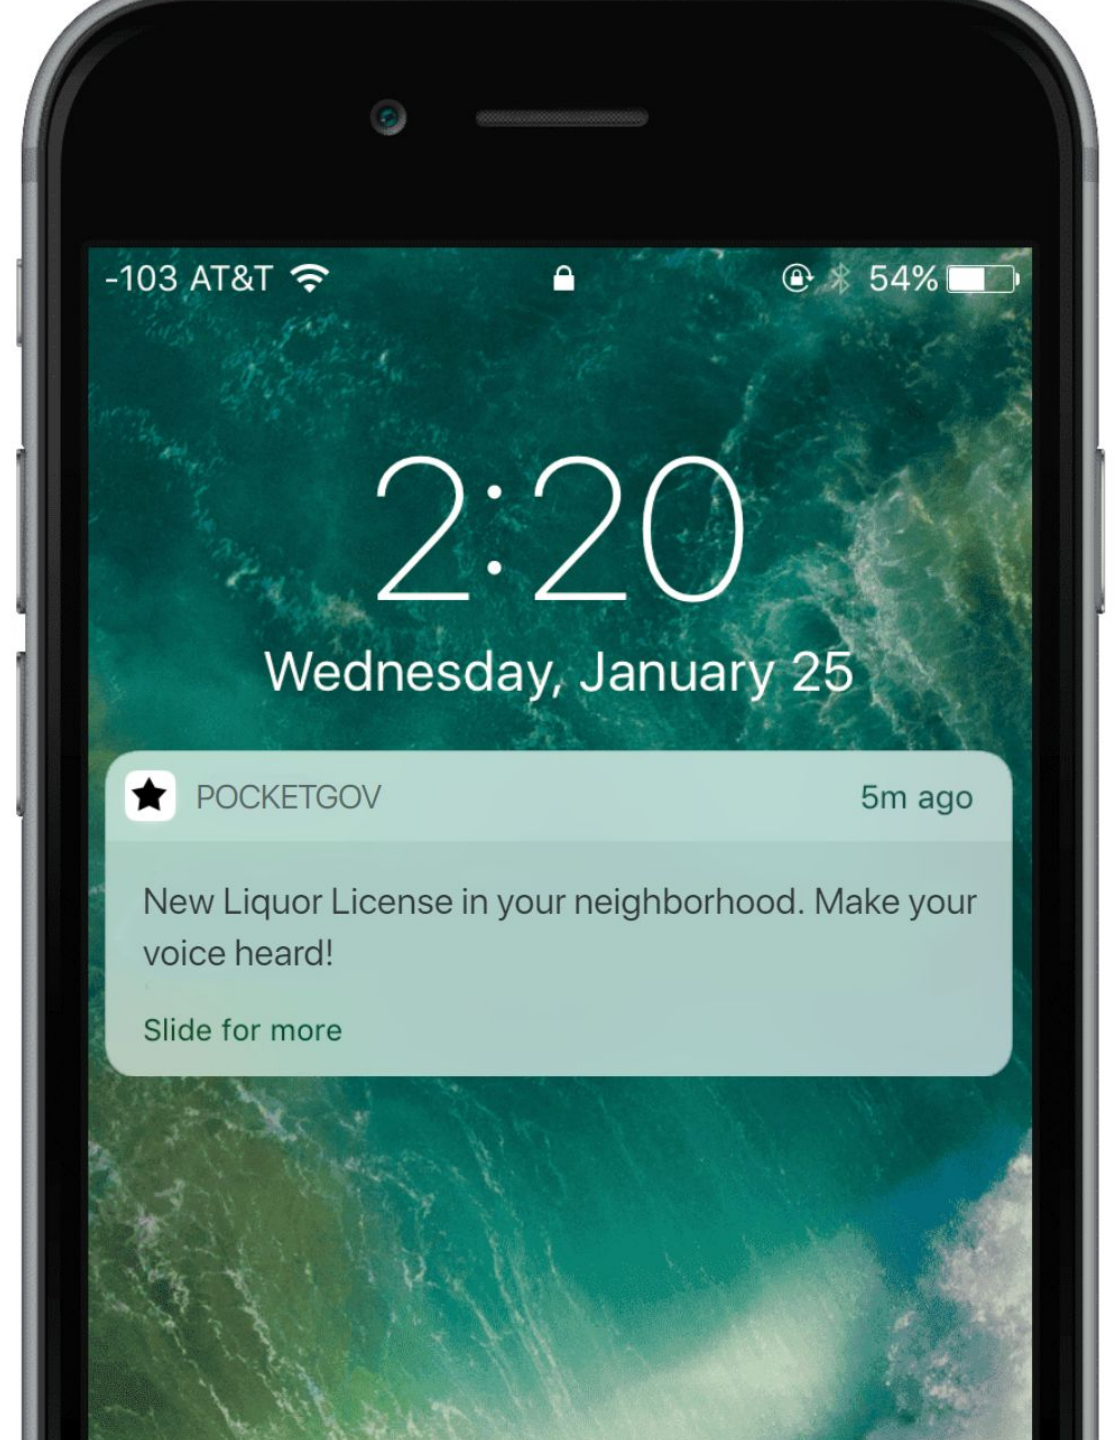 -103 AT&T 54%
2:20
Wednesday, January 25
POCKETGOV 5m ago
New Liquor License in your neighborhood. Make your
voice heard!
Slide for more